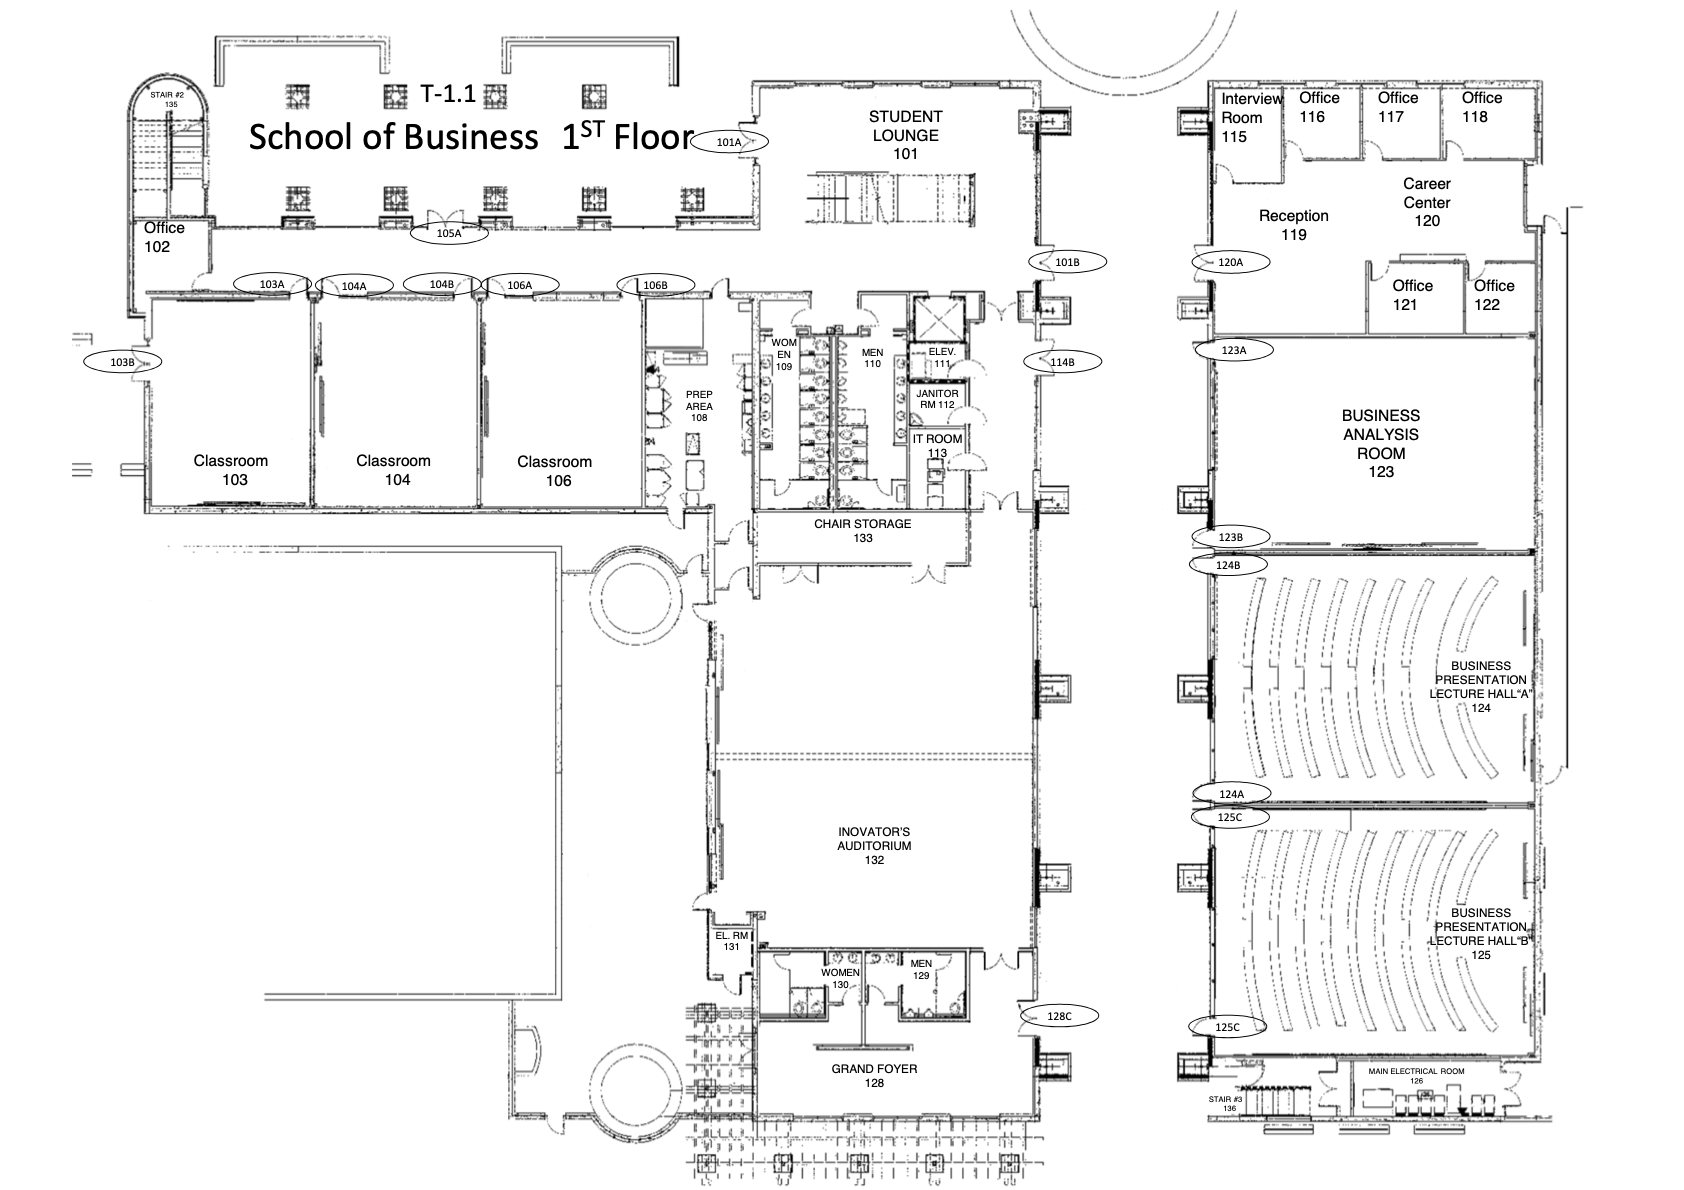 T-1.1
School of Business 1ST Floor
STAIR #2
135
101A
STUDENT
LOUNGE
101
Interview
Room
115
Office
116
Office
117
Office
118
Career
Center
120
Reception
119
Office
102
105A
101B
120A
103A
104A
104B
106A
106B
Office
121
Office
122
103B
WOM
EN
109
MEN
110
ELEV.
111
114B
123A
PREP
AREA
108
JANITOR
RM 112
IT ROOM
113
BUSINESS
ANALYSIS
ROOM
123
Classroom
103
Classroom
104
Classroom
106
CHAIR STORAGE
133
123B
124B
BUSINESS
PRESENTATION
LECTURE HALL“A”
124
124A
125C
INOVATOR’S
AUDITORIUM
132
BUSINESS
PRESENTATION
LECTURE HALL“B”
125
EL. RM
131
WOMEN
130
MEN
129
128C
125C
GRAND FOYER
128
MAIN ELECTRICAL ROOM
126
STAIR #3
136